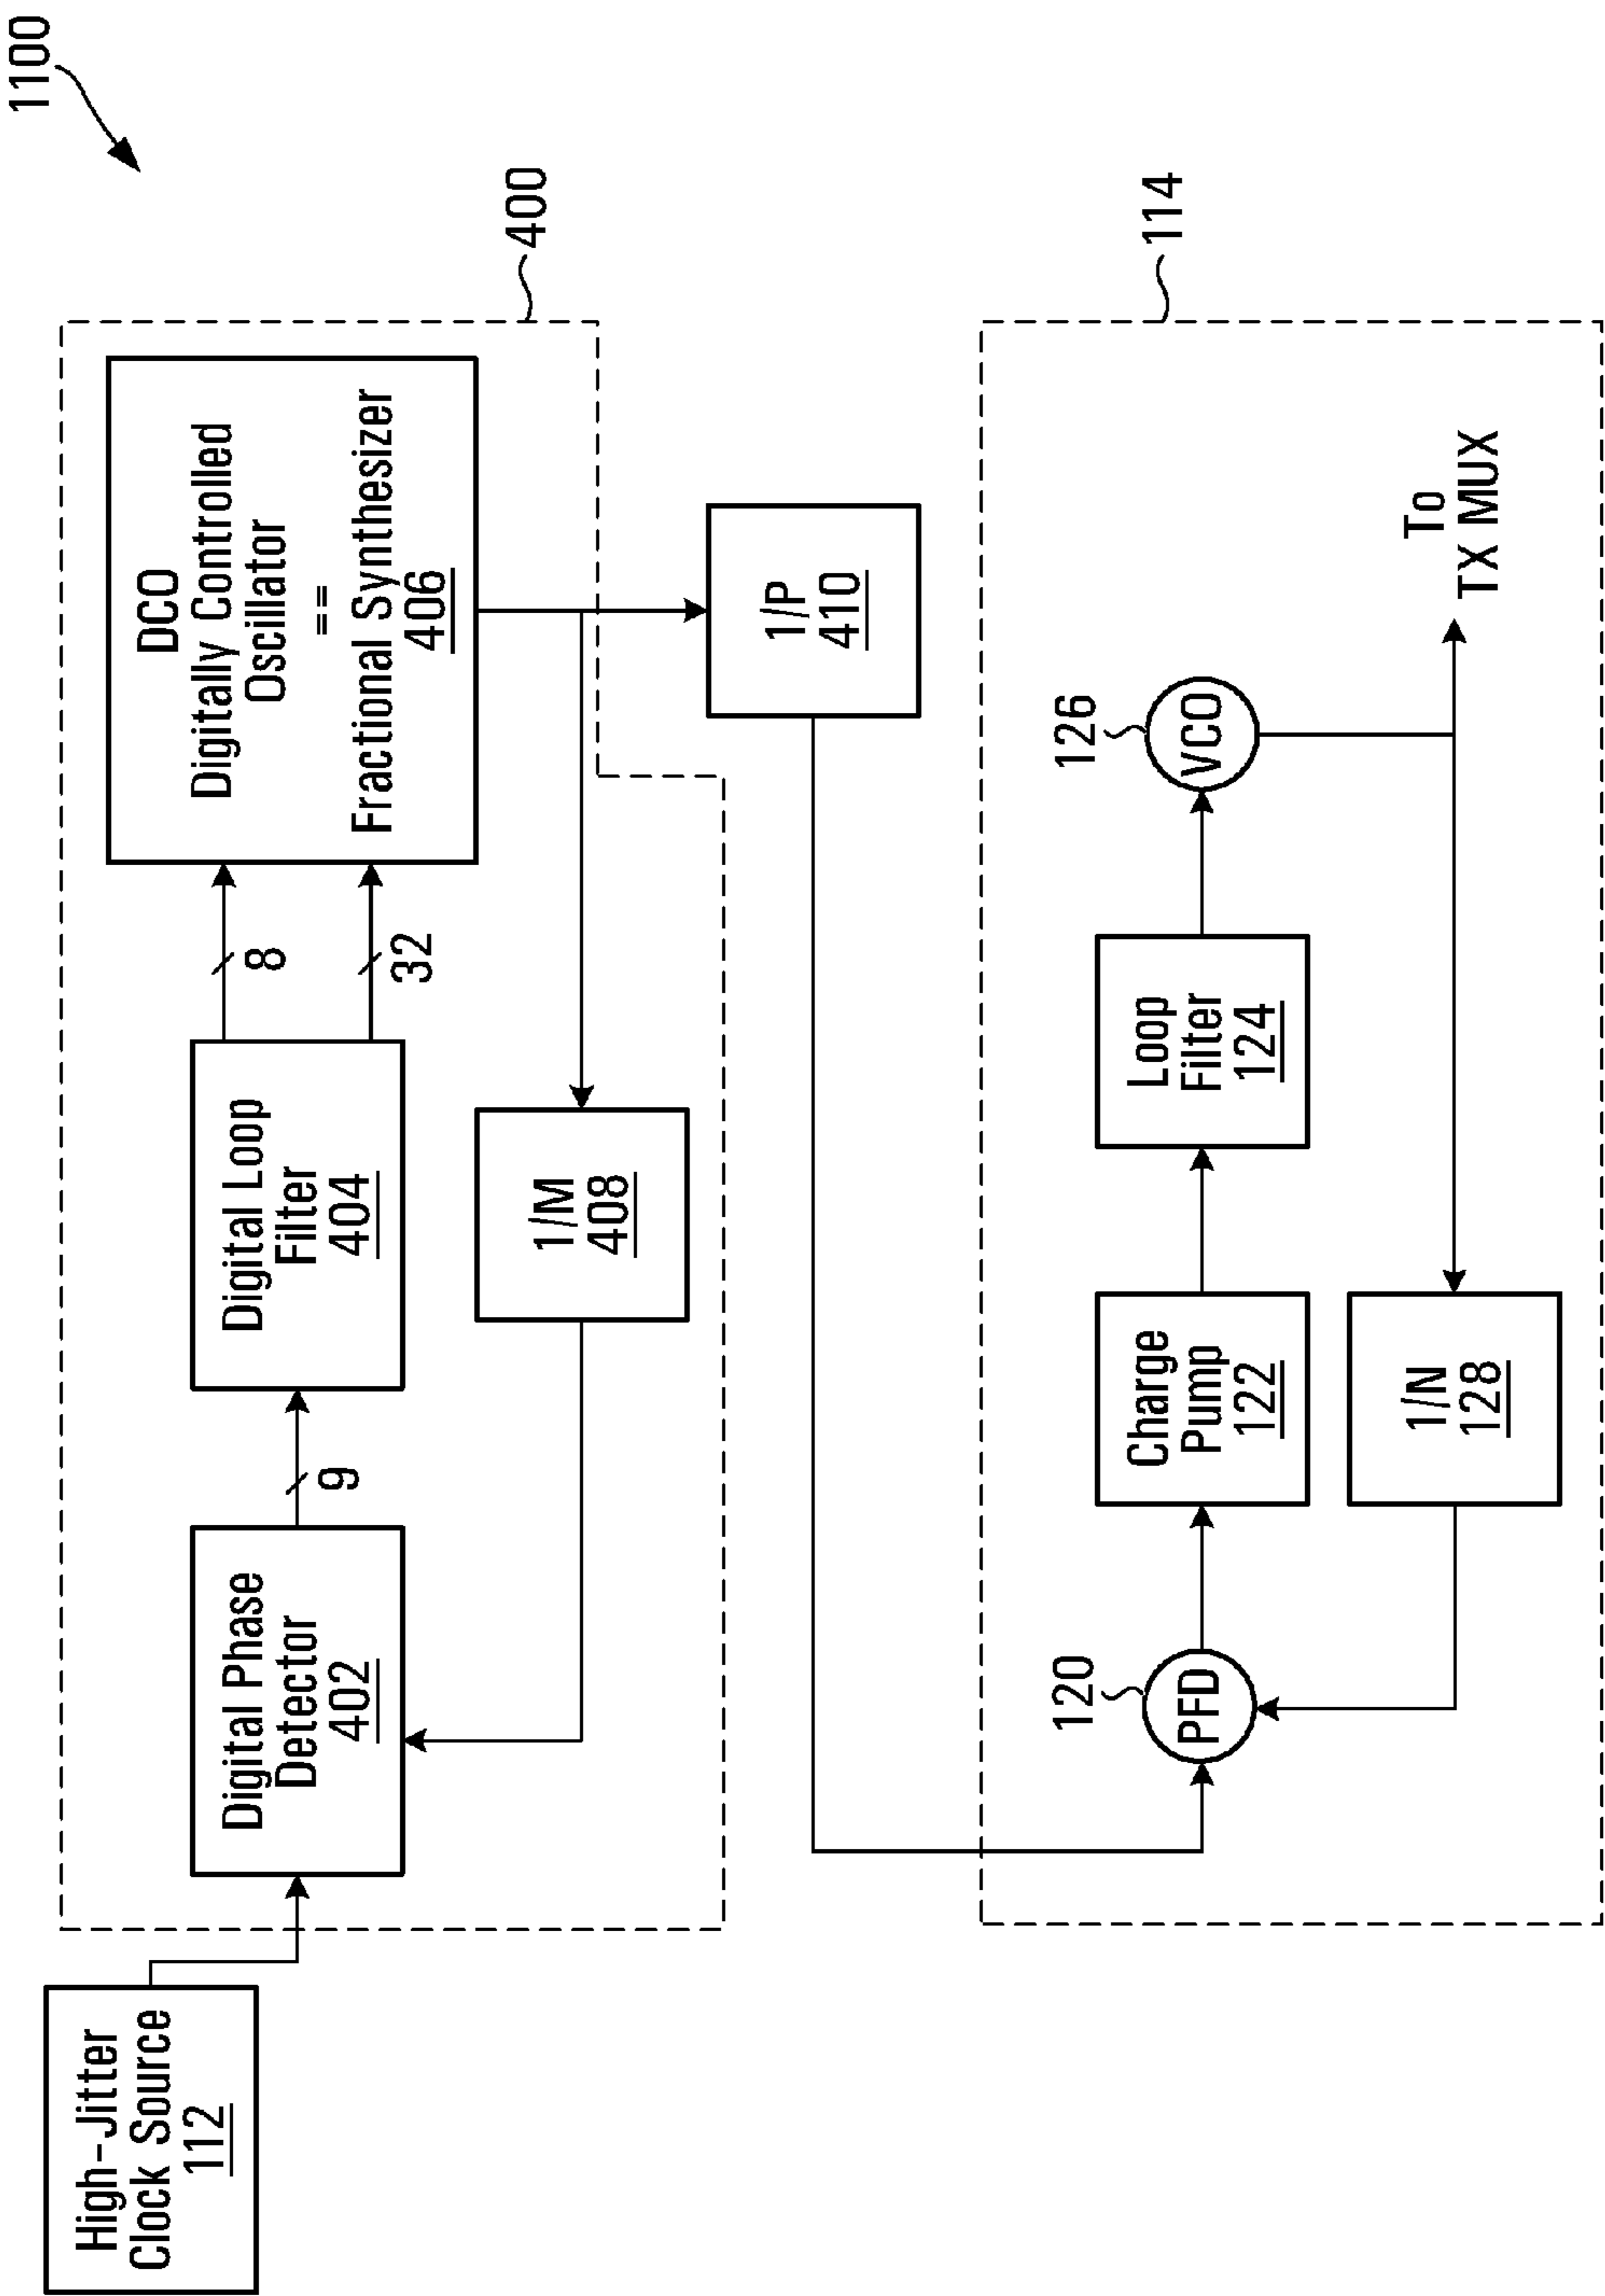 1100
High-Jitter
Clock Source
112
Digital Phase
Detector
402
9
Digital Loop
Filter
404
8
32
DCO
Digitally Controlled
Oscillator
==
Fractional Synthesizer
406
400
1/M
408
1/P
410
114
120
PFD
Charge
Pump
122
Loop
Filter
124
126
VCO
1/N
128
To
TX MUX